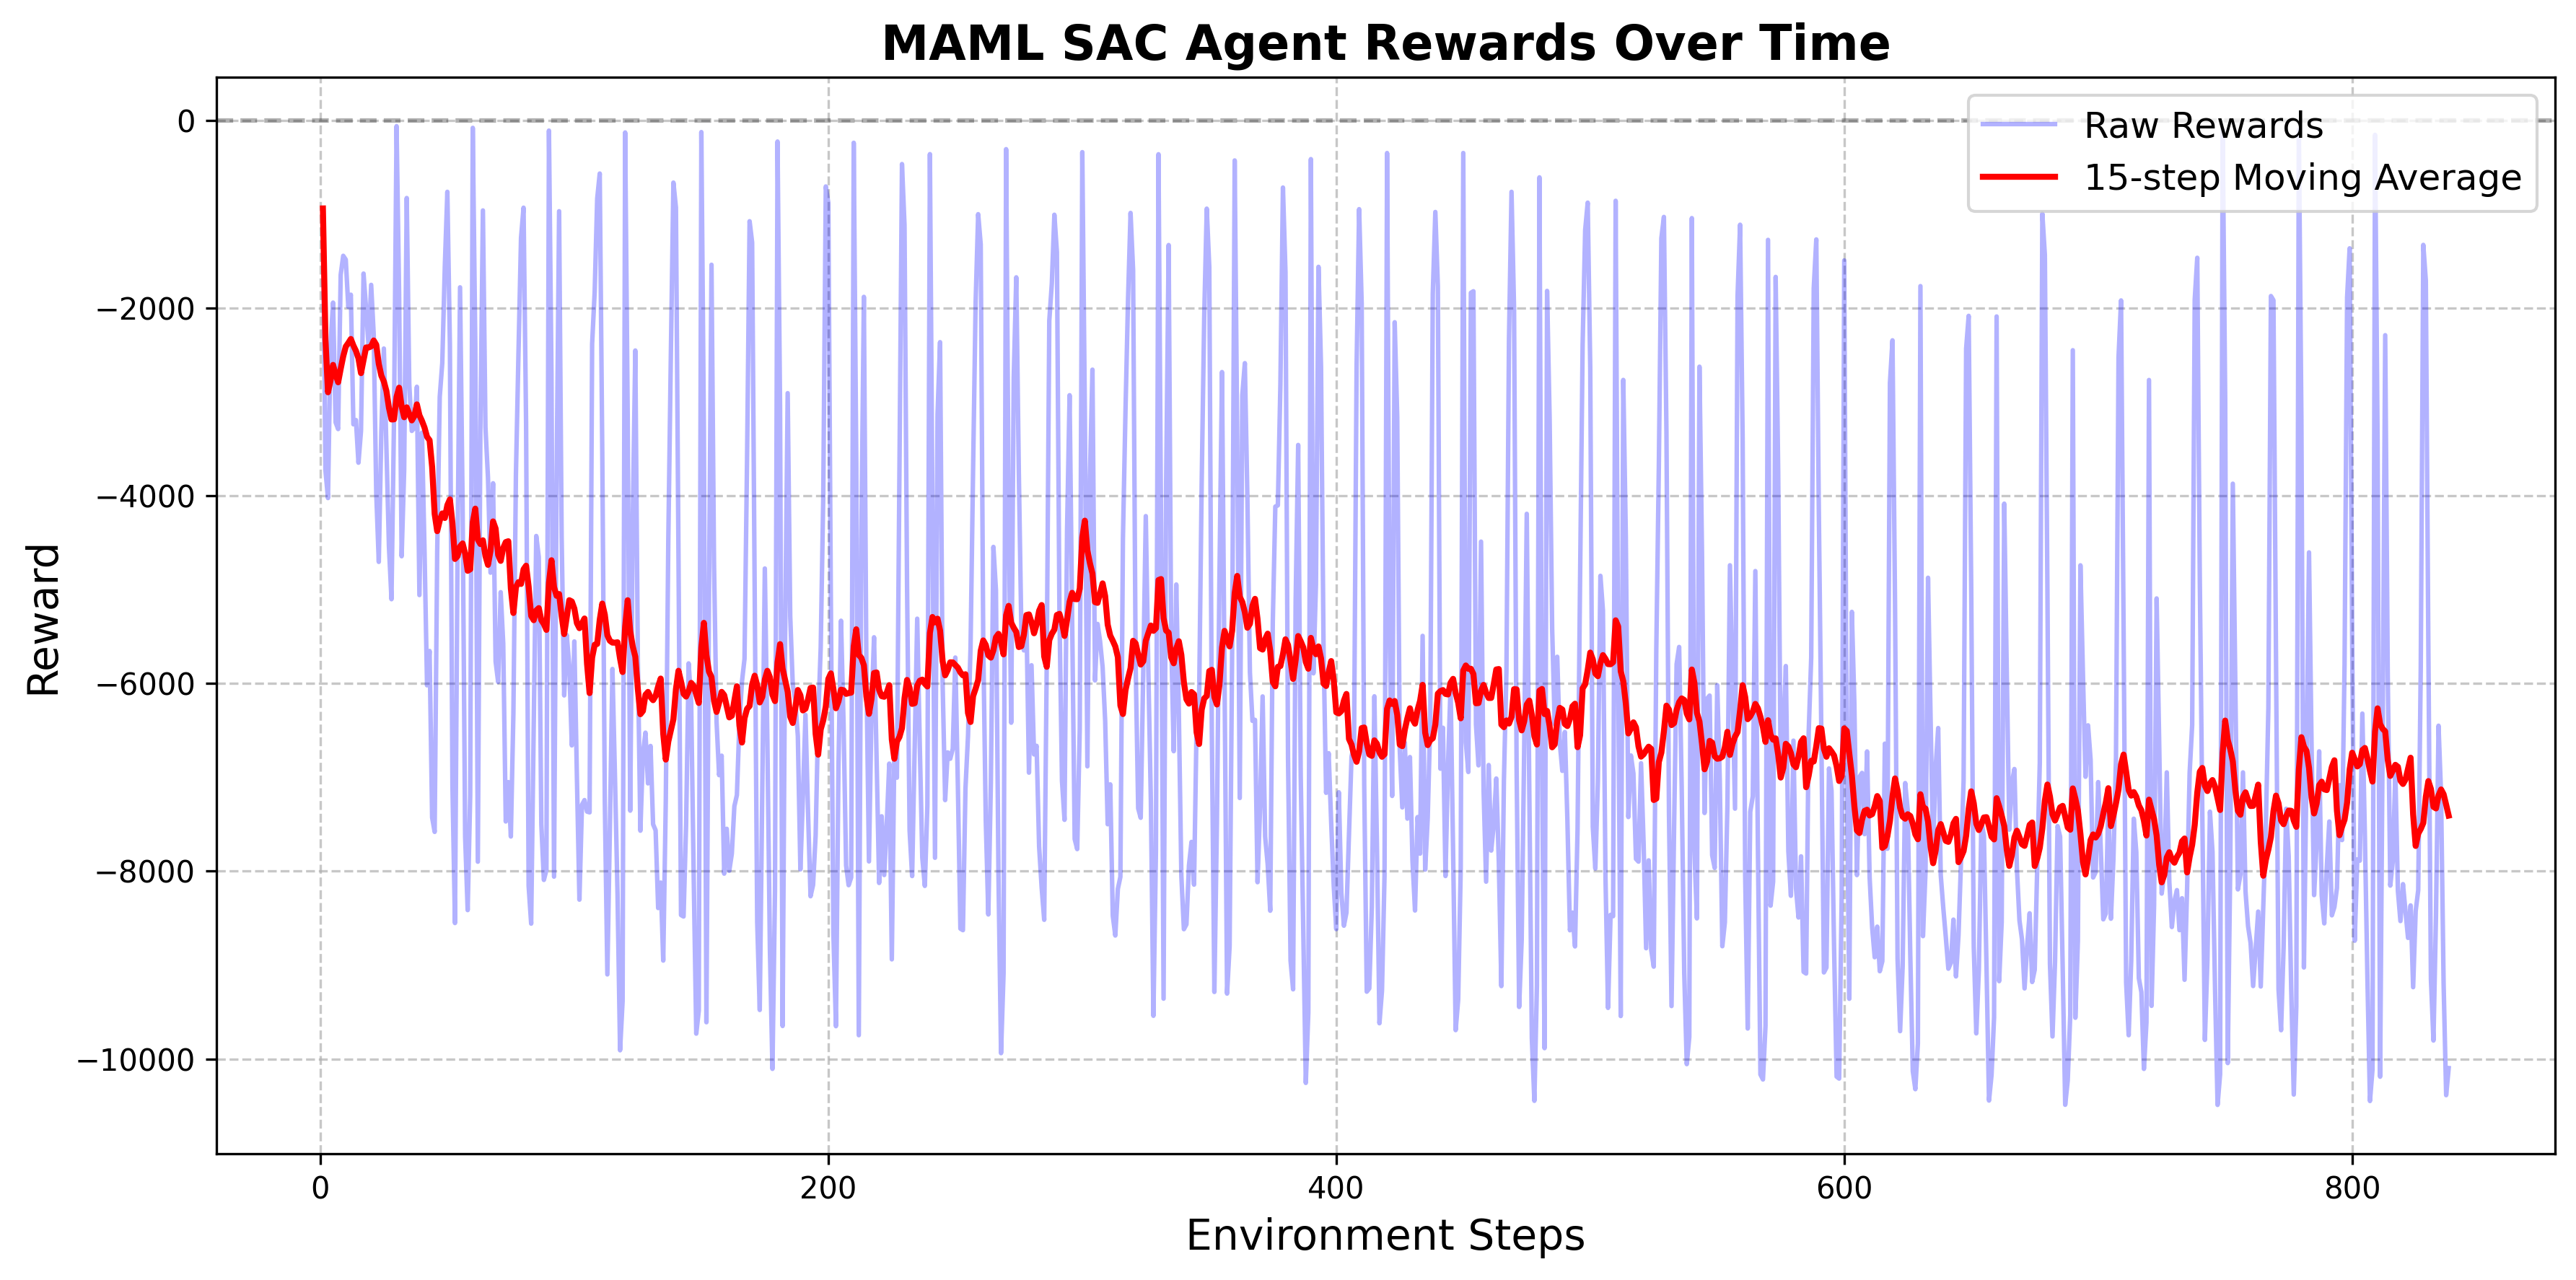 MAML SAC Agent Rewards Over Time
Raw Rewards
15-step Moving Average
Reward
0
−2000
−4000
−6000
−8000
−10000
0
200
400
600
800
Environment Steps